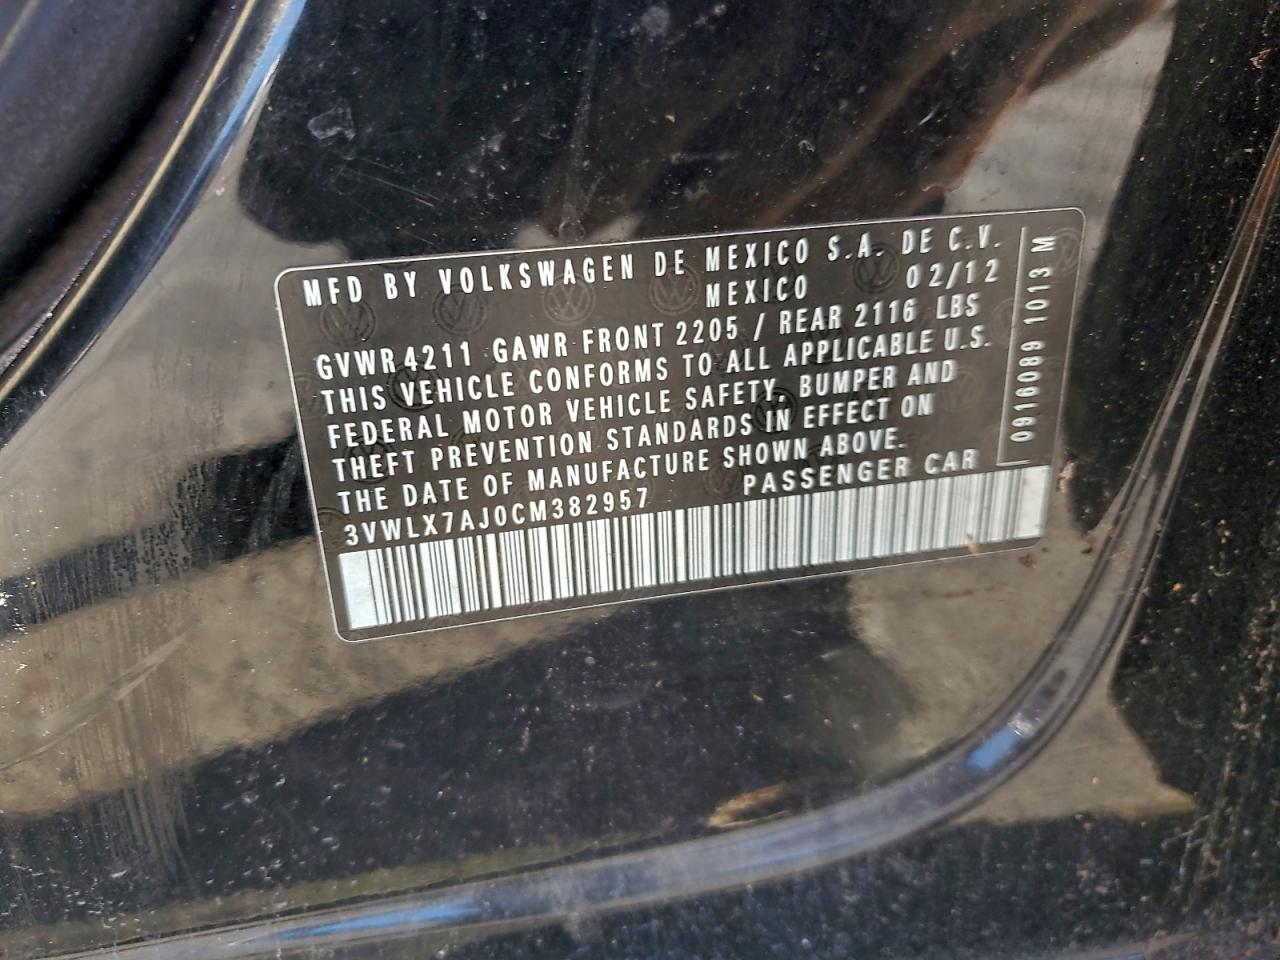 MFD BY VOLKSWAGEN DE MEXICO S.A. DE C.V.
MEXICO 02/12
GVWR 4211 GAWR FRONT 2205 / REAR 2116 LBS
THIS VEHICLE CONFORMS TO ALL APPLICABLE U.S.
FEDERAL MOTOR VEHICLE SAFETY, BUMPER AND
THEFT PREVENTION STANDARDS IN EFFECT ON
THE DATE OF MANUFACTURE SHOWN ABOVE.
3VWLX7AJ0CM382957 PASSENGER CAR
0916089 1013 M